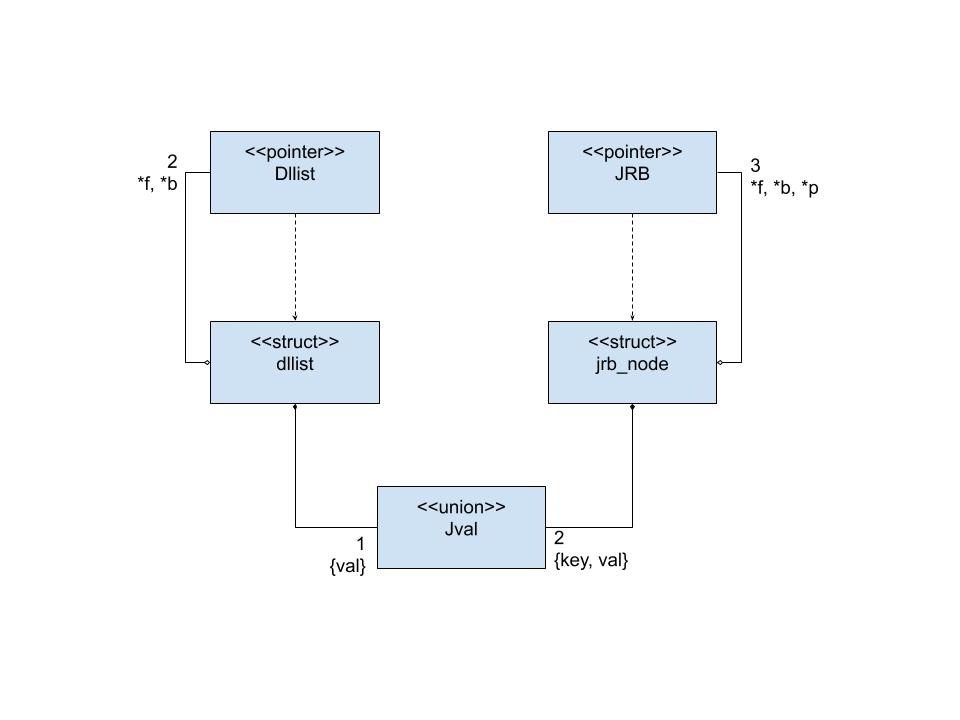 <<pointer>>
Dllist
2
*f, *b
<<pointer>>
JRB
3
*f, *b, *p
<<struct>>
dllist
<<struct>>
jrb_node
<<union>>
Jval
1
{val}
2
{key, val}